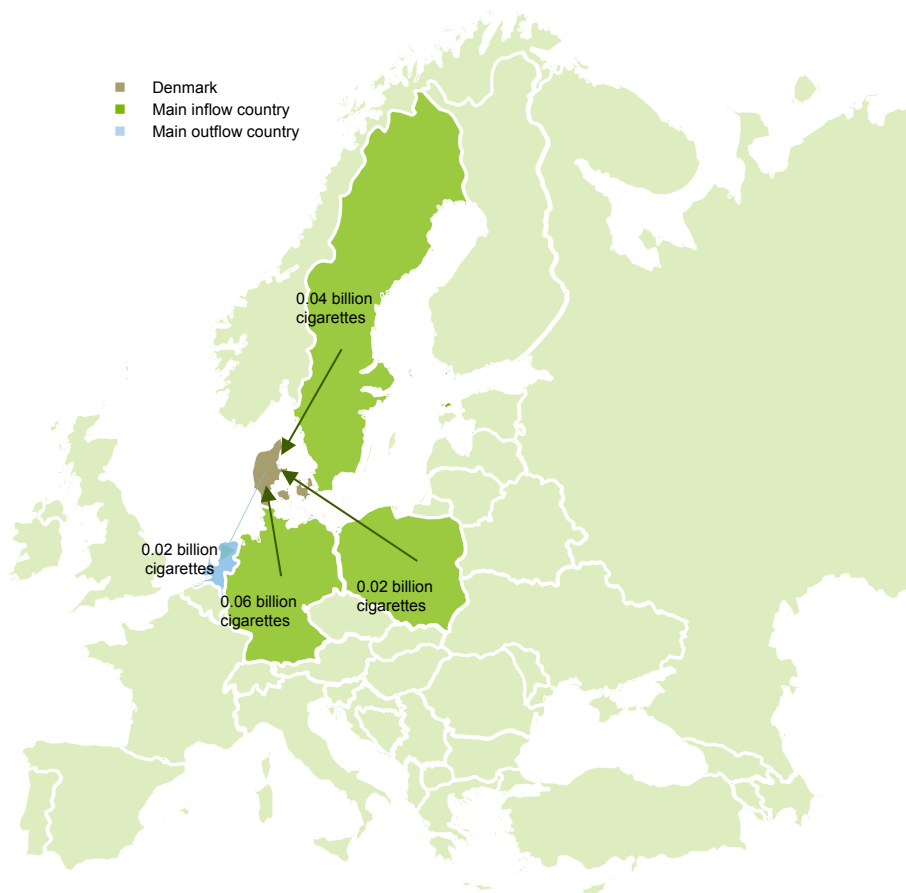 Denmark
Main inflow country
Main outflow country
0.04 billion
cigarettes
0.02 billion
cigarettes
0.06 billion
cigarettes
0.02 billion
cigarettes